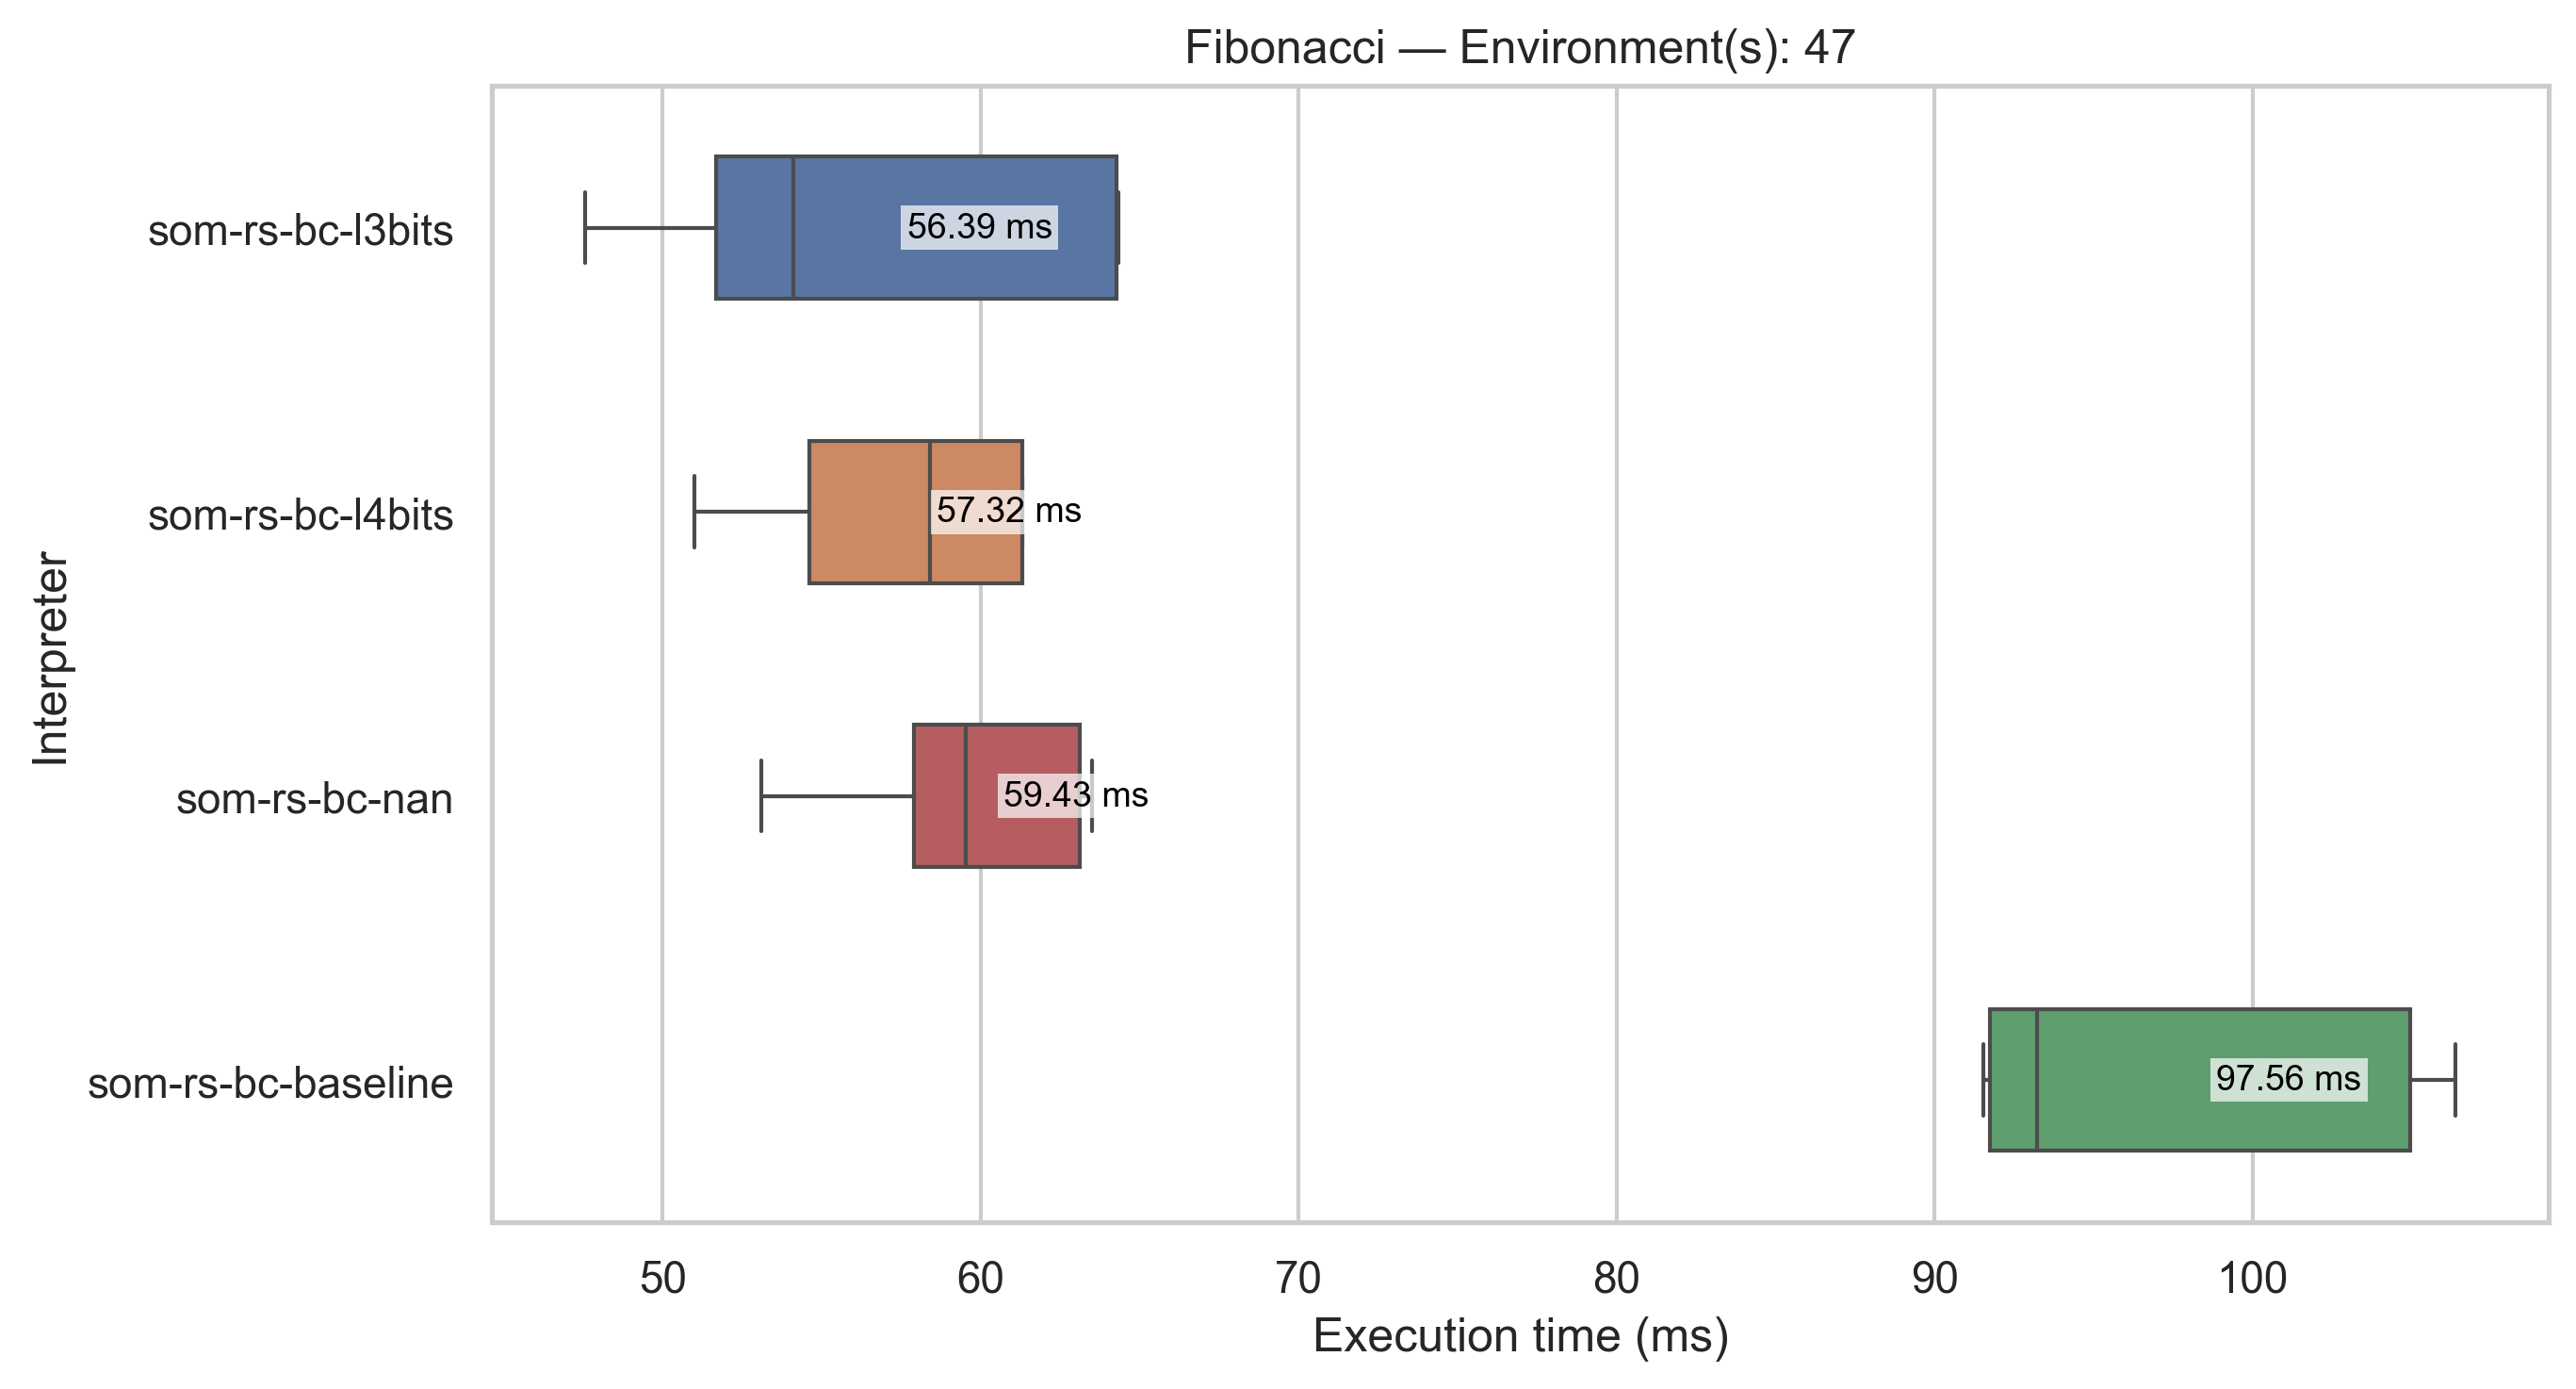 Fibonacci — Environment(s): 47
som-rs-bc-l3bits
56.39 ms
som-rs-bc-l4bits
57.32 ms
som-rs-bc-nan
59.43 ms
som-rs-bc-baseline
97.56 ms
Interpreter
50 60 70 80 90 100
Execution time (ms)